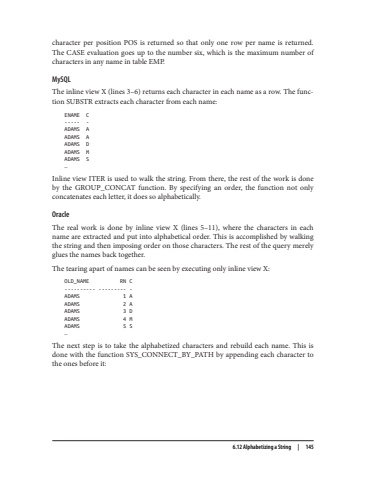 character per position POS is returned so that only one row per name is returned.
The CASE evaluation goes up to the number six, which is the maximum number of
characters in any name in table EMP.
MySQL
The inline view X (lines 3–6) returns each character in each name as a row. The func-
tion SUBSTR extracts each character from each name:
ENAME C
----- -
ADAMS A
ADAMS A
ADAMS D
ADAMS M
ADAMS S
…
Inline view ITER is used to walk the string. From there, the rest of the work is done
by the GROUP_CONCAT function. By specifying an order, the function not only
concatenates each letter, it does so alphabetically.
Oracle
The real work is done by inline view X (lines 5–11), where the characters in each
name are extracted and put into alphabetical order. This is accomplished by walking
the string and then imposing order on those characters. The rest of the query merely
glues the names back together.
The tearing apart of names can be seen by executing only inline view X:
OLD_NAME RN C
---------- --------- -
ADAMS 1 A
ADAMS 2 A
ADAMS 3 D
ADAMS 4 M
ADAMS 5 S
…
The next step is to take the alphabetized characters and rebuild each name. This is
done with the function SYS_CONNECT_BY_PATH by appending each character to
the ones before it:
6.12 Alphabetizing a String | 145